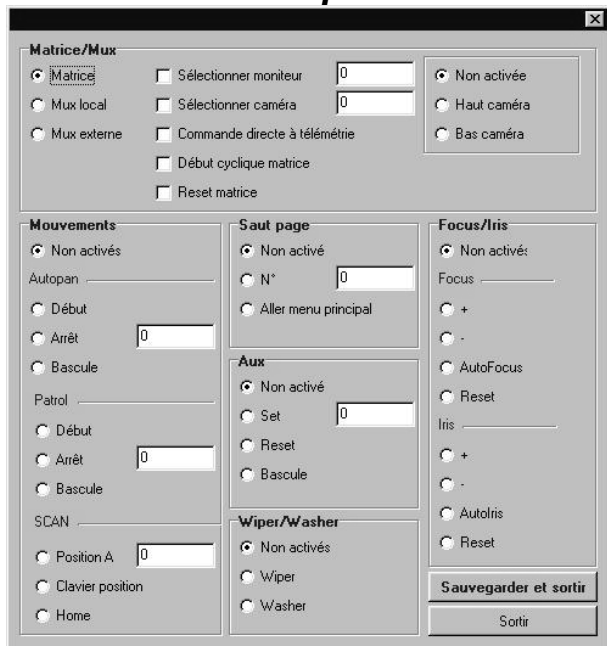 Matrice/Mux
Matrice
Mux local
Mux externe
Sélectionner moniteur 0
Sélectionner caméra 0
Commande directe à télémétrie
Début cyclique matrice
Reset matrice
Non activée
Haut caméra
Bas caméra
Mouvements
Non activés
Autopan
Début
Arrêt 0
Bascule
Patrol
Début
Arrêt 0
Bascule
SCAN
Position A 0
Clavier position
Home
Saut page
Non activé
N° 0
Aller menu principal
Aux
Non activé
Set 0
Reset
Bascule
Wiper/Washer
Non activés
Wiper
Washer
Focus/Iris
Non activés
Focus
+
-
AutoFocus
Reset
Iris
+
-
AutoIris
Reset
Sauvegarder et sortir
Sortir